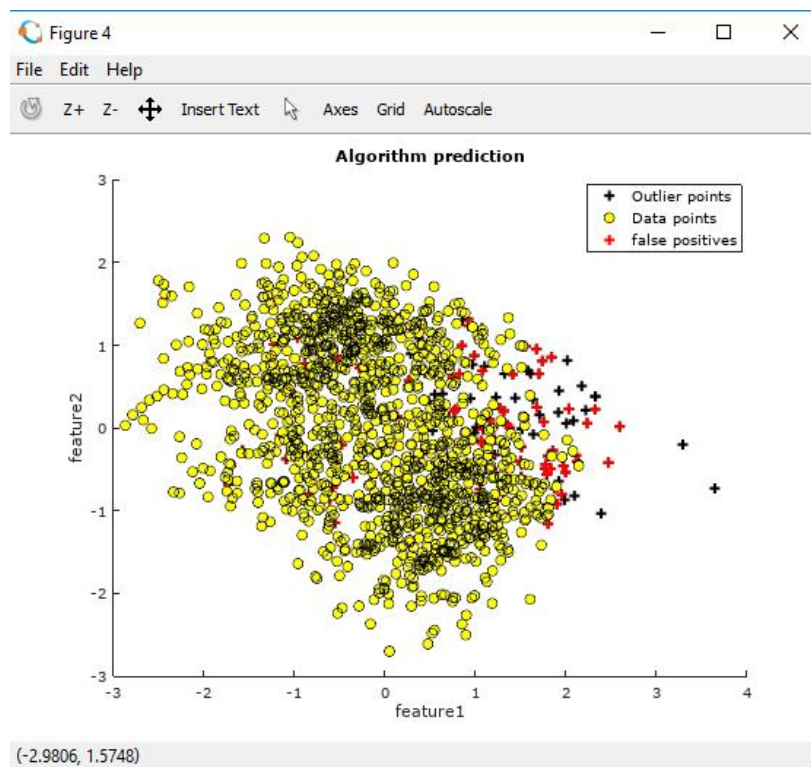 Figure 4
File Edit Help
Z+ Z- Insert Text Axes Grid Autoscale
Algorithm prediction
Outlier points
Data points
false positives
3
2
1
0
-1
-2
-3
feature2
-3 -2 -1 0 1 2 3 4
feature1
(-2.9806, 1.5748)